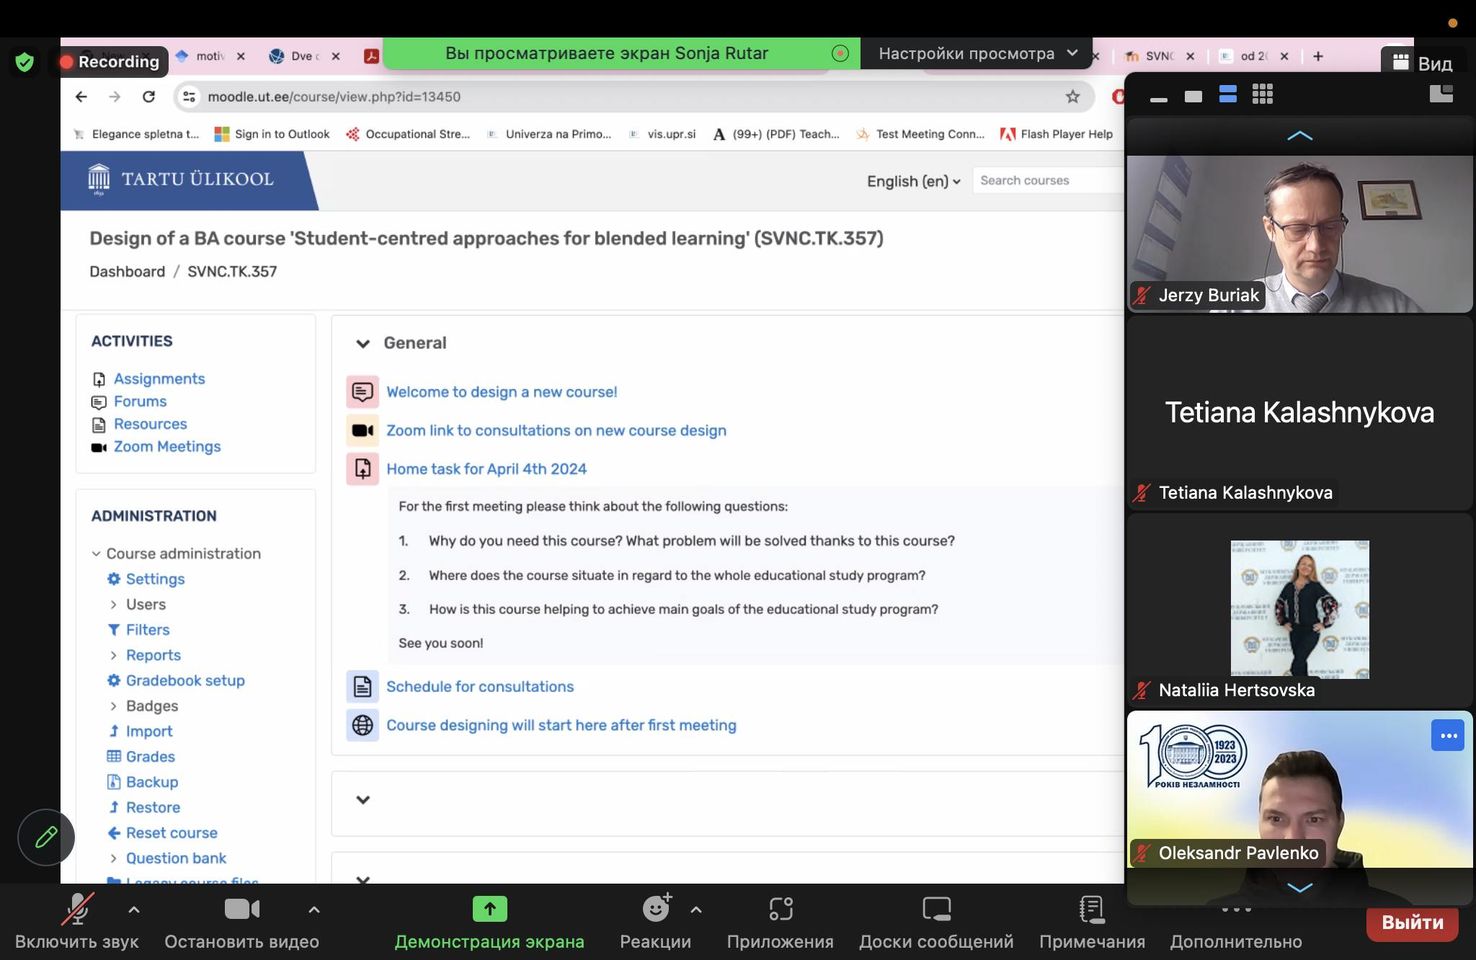 Recording
motiv
Dve c
Вы просматриваете экран Sonja Rutar
Настройки просмотра
SVNC
od 20
Вид
moodle.ut.ee/course/view.php?id=13450
Elegance spletna t...
Sign in to Outlook
Occupational Stre...
Univerza na Primo...
vis.upr.si
(99+) (PDF) Teach...
Test Meeting Conn...
Flash Player Help
TARTU ÜLIKOOL
1632
English (en)
Search courses
Design of a BA course 'Student-centred approaches for blended learning' (SVNC.TK.357)
Dashboard / SVNC.TK.357
ACTIVITIES
Assignments
Forums
Resources
Zoom Meetings
ADMINISTRATION
Course administration
Settings
Users
Filters
Reports
Gradebook setup
Badges
Import
Grades
Backup
Restore
Reset course
Question bank
Legacy course files
General
Welcome to design a new course!
Zoom link to consultations on new course design
Home task for April 4th 2024
For the first meeting please think about the following questions:
1. Why do you need this course? What problem will be solved thanks to this course?
2. Where does the course situate in regard to the whole educational study program?
3. How is this course helping to achieve main goals of the educational study program?
See you soon!
Schedule for consultations
Course designing will start here after first meeting
Jerzy Buriak
Tetiana Kalashnykova
Tetiana Kalashnykova
Nataliia Hertsovska
100
1923
2023
РОКІВ НЕЗЛАМНОСТІ
Oleksandr Pavlenko
Включить звук
Остановить видео
Демонстрация экрана
Реакции
Приложения
Доски сообщений
Примечания
Дополнительно
Выйти